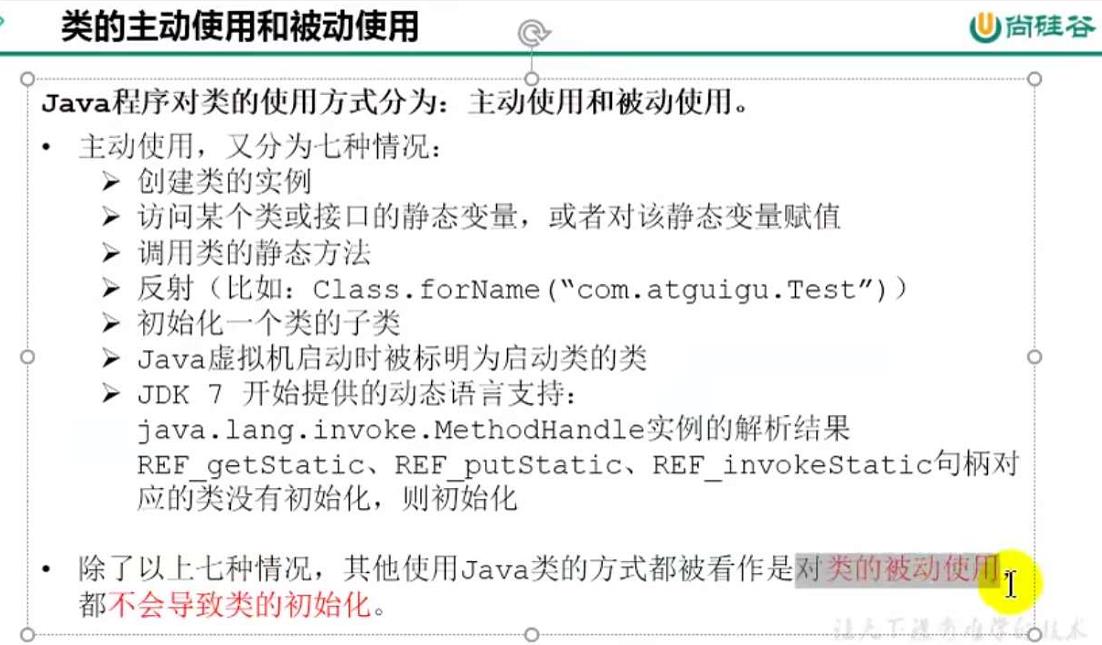 类的主动使用和被动使用
尚硅谷
Java程序对类的使用方式分为：主动使用和被动使用。
• 主动使用，又分为七种情况：
➢ 创建类的实例
➢ 访问某个类或接口的静态变量，或者对该静态变量赋值
➢ 调用类的静态方法
➢ 反射（比如：Class.forName(“com.atguigu.Test”)）
➢ 初始化一个类的子类
➢ Java虚拟机启动时被标明为启动类的类
➢ JDK 7 开始提供的动态语言支持：
java.lang.invoke.MethodHandle实例的解析结果
REF_getStatic、REF_putStatic、REF_invokeStatic句柄对
应的类没有初始化，则初始化
• 除了以上七种情况，其他使用Java类的方式都被看作是对类的被动使用，
都不会导致类的初始化。
让天下没有难学的技术